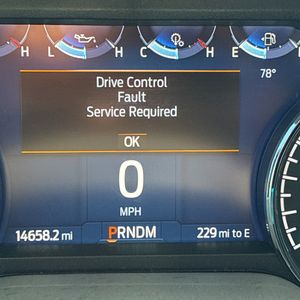 H L H C H E
78°
Drive Control
Fault
Service Required
OK
0
MPH
14658.2 mi PRNDM 229 mi to E